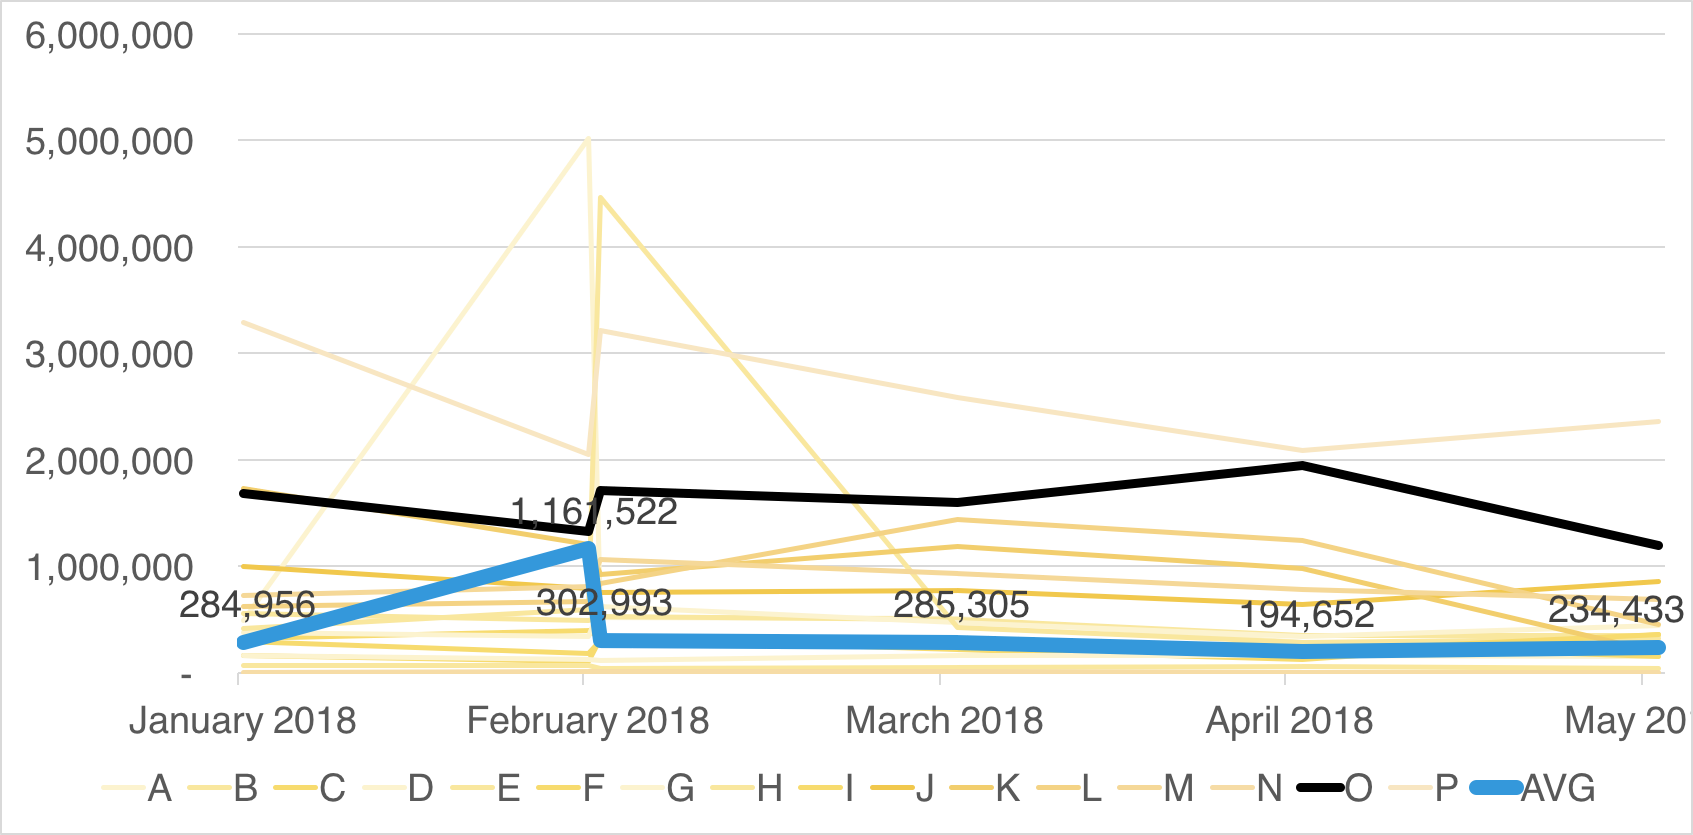 6,000,000
5,000,000
4,000,000
3,000,000
2,000,000
1,161,522
1,000,000
284,956 302,993 285,305 194,652 234,433
-
January 2018 February 2018 March 2018 April 2018 May 201
A B C D E F G H I J K L M N O P AVG